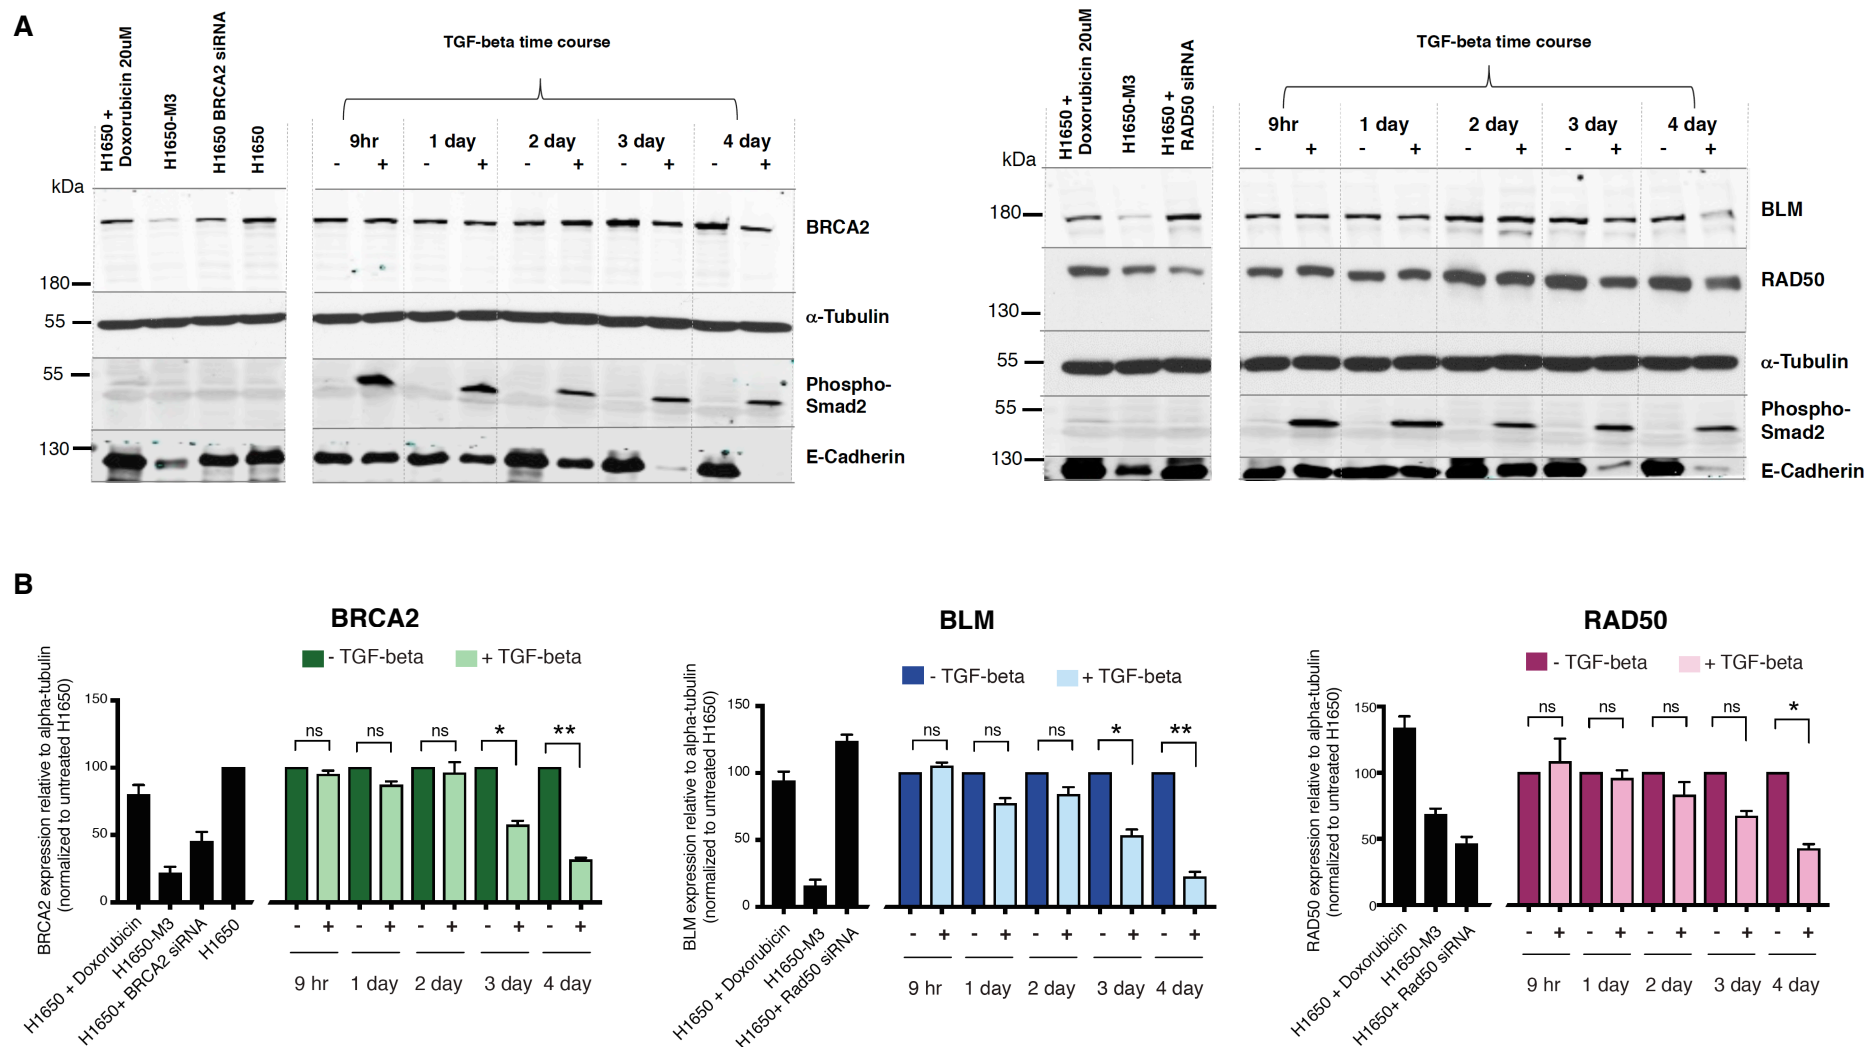 A
H1650 +
Doxorubicin 20uM
H1650-M3
H1650 BRCA2 siRNA
H1650
TGF-beta time course
9hr
1 day
2 day
3 day
4 day
- + - + - + - + - +
kDa
BRCA2
180
55
α-Tubulin
55
Phospho-
Smad2
130
E-Cadherin
H1650 +
Doxorubicin 20uM
H1650-M3
H1650 +
RAD50 siRNA
TGF-beta time course
9hr
1 day
2 day
3 day
4 day
- + - + - + - + - +
kDa
180
BLM
RAD50
130
55
α-Tubulin
55
Phospho-
Smad2
130
E-Cadherin
B
BRCA2
- TGF-beta
+ TGF-beta
BRCA2 expression relative to alpha-tubulin
(normalized to untreated H1650)
150
100
50
0
ns
ns
ns
*
**
H1650 + Doxorubicin
H1650-M3
H1650+ BRCA2 siRNA
H1650
- + - + - + - + - +
9 hr
1 day
2 day
3 day
4 day
BLM
- TGF-beta
+ TGF-beta
BLM expression relative to alpha-tubulin
(normalized to untreated H1650)
150
100
50
0
ns
ns
ns
*
**
H1650 + Doxorubicin
H1650-M3
H1650+ Rad50 siRNA
- + - + - + - + - +
9 hr
1 day
2 day
3 day
4 day
RAD50
- TGF-beta
+ TGF-beta
RAD50 expression relative to alpha-tubulin
(normalized to untreated H1650)
150
100
50
0
ns
ns
ns
ns
*
H1650 + Doxorubicin
H1650-M3
H1650+ Rad50 siRNA
- + - + - + - + - +
9 hr
1 day
2 day
3 day
4 day